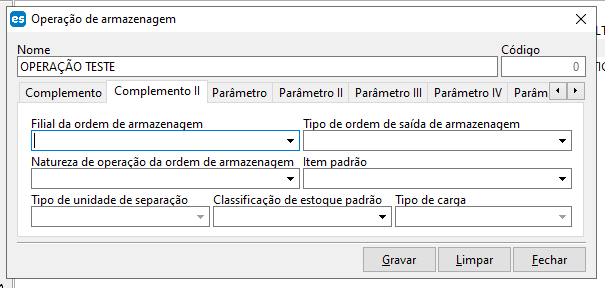 es Operação de armazenagem
Nome Código
OPERAÇÃO TESTE 0
Complemento Complemento II Parâmetro Parâmetro II Parâmetro III Parâmetro IV Parâm
Filial da ordem de armazenagem Tipo de ordem de saída de armazenagem
Natureza de operação da ordem de armazenagem Item padrão
Tipo de unidade de separação Classificação de estoque padrão Tipo de carga
Gravar Limpar Fechar